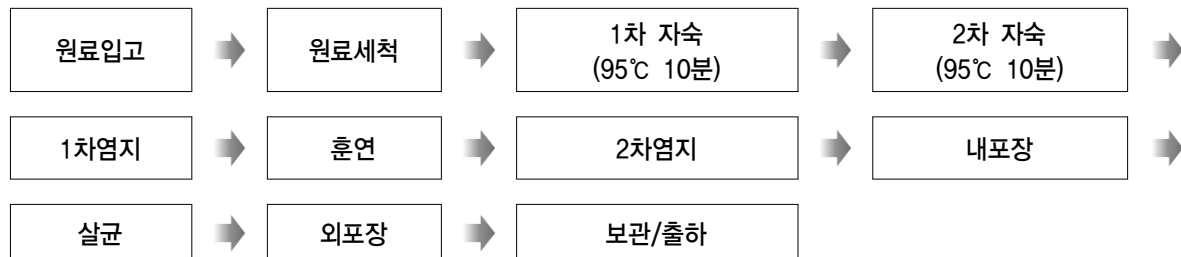 원료입고
원료세척
1차 자숙
(95℃ 10분)
2차 자숙
(95℃ 10분)
1차염지
훈연
2차염지
내포장
살균
외포장
보관/출하